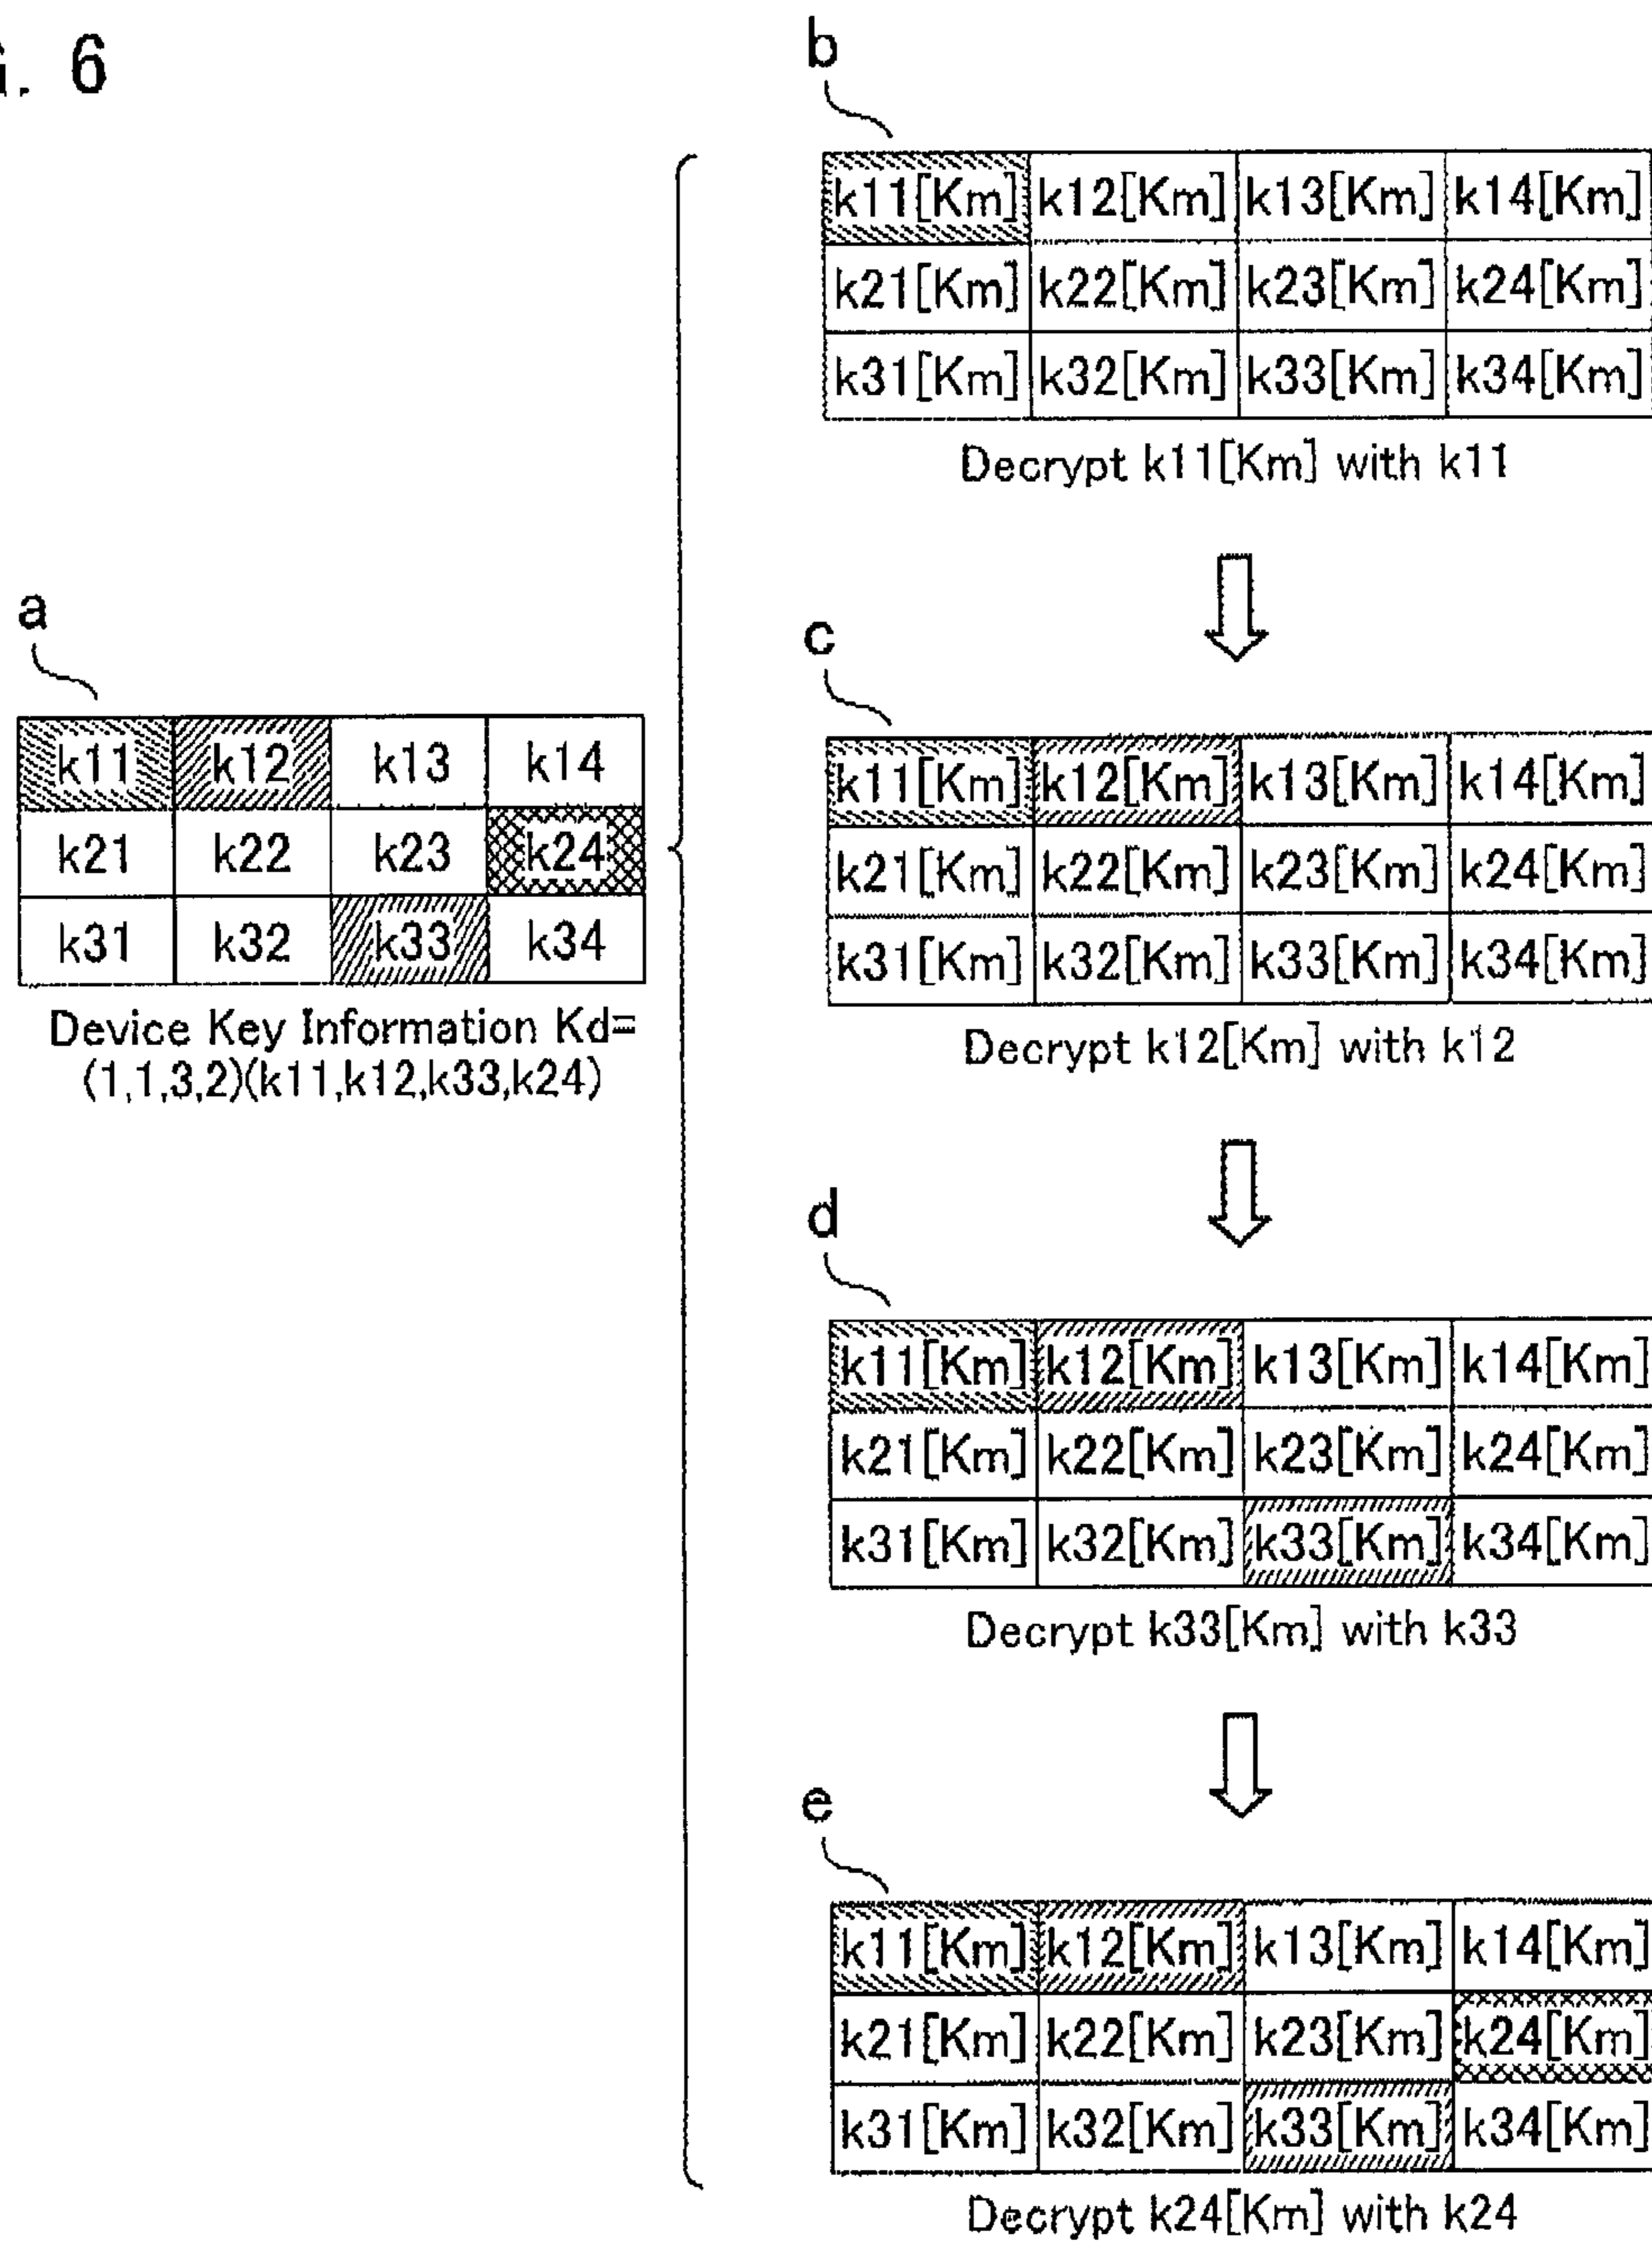 G. 6
a
k11 k12 k13 k14
k21 k22 k23 k24
k31 k32 k33 k34
Device Key Information Kd=
(1,1,3,2)(k11,k12,k33,k24)
b
k11[Km] k12[Km] k13[Km] k14[Km]
k21[Km] k22[Km] k23[Km] k24[Km]
k31[Km] k32[Km] k33[Km] k34[Km]
Decrypt k11[Km] with k11
c
k11[Km] k12[Km] k13[Km] k14[Km]
k21[Km] k22[Km] k23[Km] k24[Km]
k31[Km] k32[Km] k33[Km] k34[Km]
Decrypt k12[Km] with k12
d
k11[Km] k12[Km] k13[Km] k14[Km]
k21[Km] k22[Km] k23[Km] k24[Km]
k31[Km] k32[Km] k33[Km] k34[Km]
Decrypt k33[Km] with k33
e
k11[Km] k12[Km] k13[Km] k14[Km]
k21[Km] k22[Km] k23[Km] k24[Km]
k31[Km] k32[Km] k33[Km] k34[Km]
Decrypt k24[Km] with k24